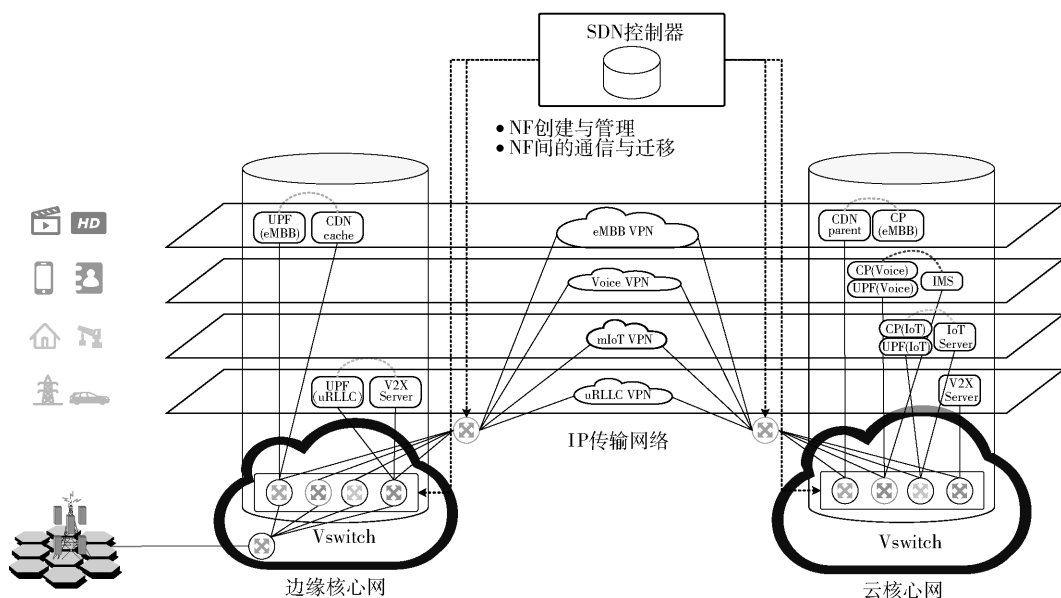 SDN控制器
● NF创建与管理
● NF间的通信与迁移
HD
UPF
(eMBB)
CDN
cache
eMBB VPN
CDN
parent
CP
(eMBB)
Voice VPN
CP(Voice)
UPF(Voice)
IMS
mIoT VPN
CP(IoT)
UPF(IoT)
IoT
Server
UPF
(uRLLC)
V2X
Server
uRLLC VPN
V2X
Server
IP传输网络
Vswitch
Vswitch
边缘核心网
云核心网